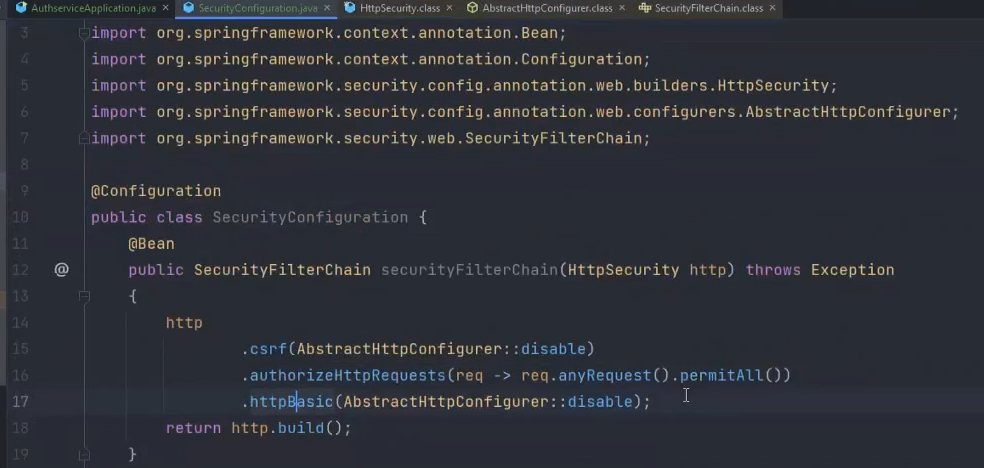 AuthserviceApplication.java × SecurityConfiguration.java × HttpSecurity.class × AbstractHttpConfigurer.class × SecurityFilterChain.class ×
3 import org.springframework.context.annotation.Bean;
4 import org.springframework.context.annotation.Configuration;
5 import org.springframework.security.config.annotation.web.builders.HttpSecurity;
6 import org.springframework.security.config.annotation.web.configurers.AbstractHttpConfigurer;
7 import org.springframework.security.web.SecurityFilterChain;
8
9 @Configuration
10 public class SecurityConfiguration {
11 @Bean
12 @ public SecurityFilterChain securityFilterChain(HttpSecurity http) throws Exception
13 {
14 http
15 .csrf(AbstractHttpConfigurer::disable)
16 .authorizeHttpRequests(req -> req.anyRequest().permitAll())
17 .httpBasic(AbstractHttpConfigurer::disable);
18 return http.build();
19 }